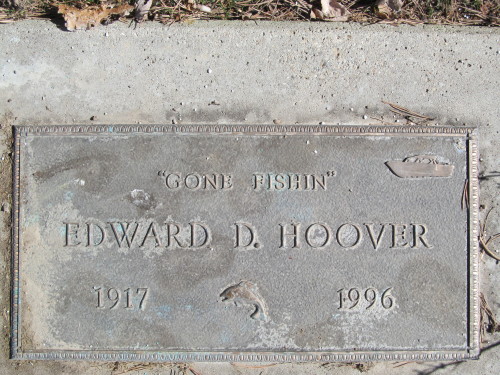 "GONE FISHIN"
EDWARD D. HOOVER
1917 1996